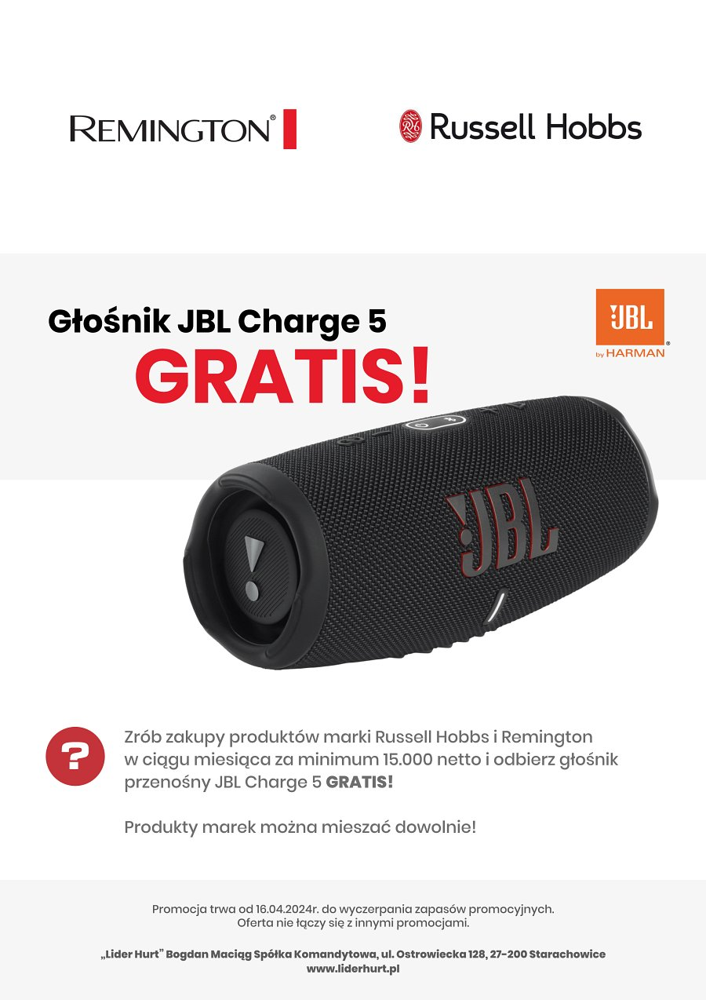 REMINGTON®
RH Russell Hobbs
Głośnik JBL Charge 5
GRATIS!
JBL®
by HARMAN
JBL
?
Zrób zakupy produktów marki Russell Hobbs i Remington
w ciągu miesiąca za minimum 15.000 netto i odbierz głośnik
przenośny JBL Charge 5 GRATIS!
Produkty marek można mieszać dowolnie!
Promocja trwa od 16.04.2024r. do wyczerpania zapasów promocyjnych.
Oferta nie łączy się z innymi promocjami.
„Lider Hurt” Bogdan Maciąg Spółka Komandytowa, ul. Ostrowiecka 128, 27-200 Starachowice
www.liderhurt.pl